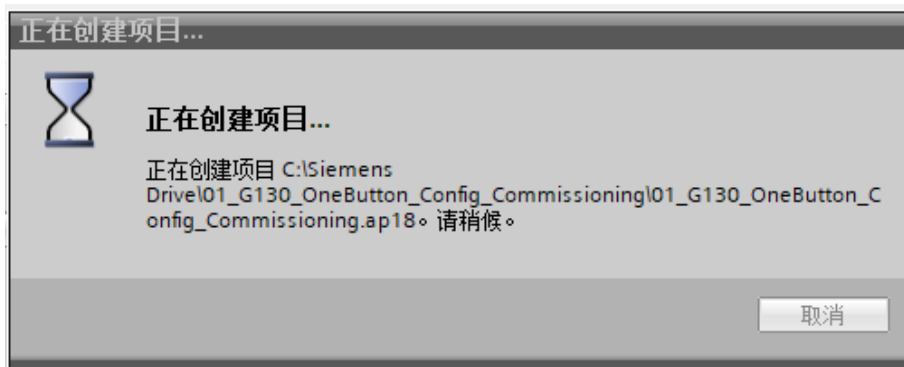 正在创建项目...
正在创建项目...
正在创建项目 C:\Siemens
Drive\01_G130_OneButton_Config_Commissioning\01_G130_OneButton_C
onfig_Commissioning.ap18。请稍候。
取消